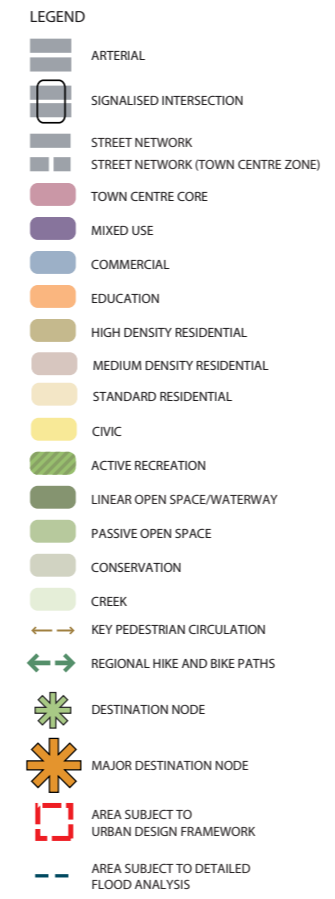 LEGEND
ARTERIAL
SIGNALISED INTERSECTION
STREET NETWORK
STREET NETWORK (TOWN CENTRE ZONE)
TOWN CENTRE CORE
MIXED USE
COMMERCIAL
EDUCATION
HIGH DENSITY RESIDENTIAL
MEDIUM DENSITY RESIDENTIAL
STANDARD RESIDENTIAL
CIVIC
ACTIVE RECREATION
LINEAR OPEN SPACE/WATERWAY
PASSIVE OPEN SPACE
CONSERVATION
CREEK
KEY PEDESTRIAN CIRCULATION
REGIONAL HIKE AND BIKE PATHS
DESTINATION NODE
MAJOR DESTINATION NODE
AREA SUBJECT TO
URBAN DESIGN FRAMEWORK
AREA SUBJECT TO DETAILED
FLOOD ANALYSIS